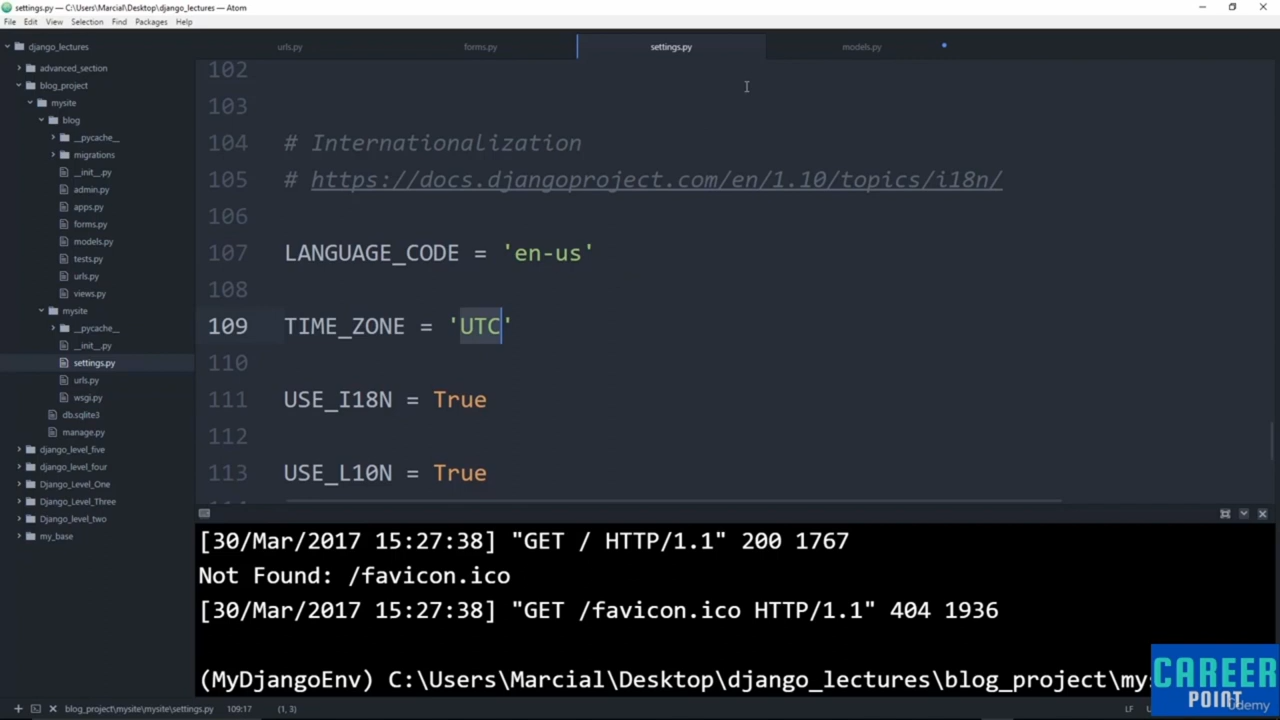 settings.py — C:\Users\Marcial\Desktop\django_lectures — Atom
File Edit View Selection Find Packages Help
django_lectures
advanced_section
blog_project
mysite
blog
__pycache__
migrations
__init__.py
admin.py
apps.py
forms.py
models.py
tests.py
urls.py
views.py
mysite
__pycache__
__init__.py
settings.py
urls.py
wsgi.py
db.sqlite3
manage.py
django_level_five
django_level_four
Django_Level_One
Django_Level_Three
Django_level_two
my_base
urls.py forms.py settings.py models.py
102
103
104 # Internationalization
105 # https://docs.djangoproject.com/en/1.10/topics/i18n/
106
107 LANGUAGE_CODE = 'en-us'
108
109 TIME_ZONE = 'UTC'
110
111 USE_I18N = True
112
113 USE_L10N = True
[30/Mar/2017 15:27:38] "GET / HTTP/1.1" 200 1767
Not Found: /favicon.ico
[30/Mar/2017 15:27:38] "GET /favicon.ico HTTP/1.1" 404 1936
(MyDjangoEnv) C:\Users\Marcial\Desktop\django_lectures\blog_project\mys
CAREER
POINT
udemy
blog_project\mysite\mysite\settings.py 109:17 (1, 3) LF